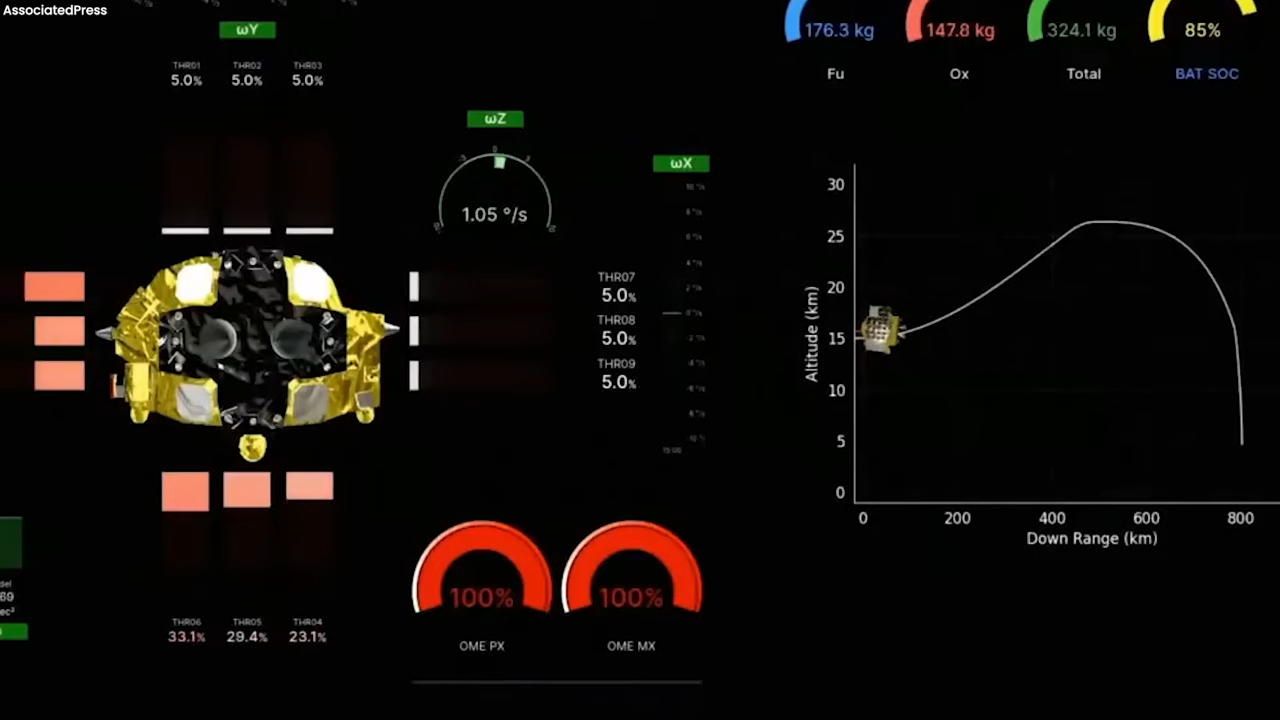 AssociatedPress
176.3 kg
147.8 kg
324.1 kg
85%
Fu
Ox
Total
BAT SOC
ωY
THR01
THR02
THR03
5.0%
5.0%
5.0%
ωZ
0
1.05 °/s
ωX
THR07
5.0%
THR08
5.0%
THR09
5.0%
THR06
THR05
THR04
33.1%
29.4%
23.1%
100%
100%
OME PX
OME MX
Altitude (km)
30
25
20
15
10
5
0
0
200
400
600
800
Down Range (km)